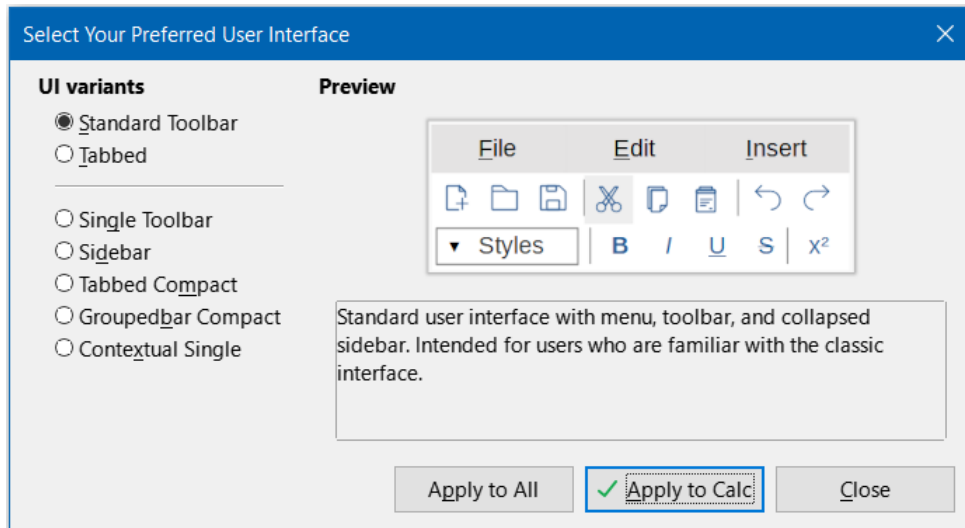 Select Your Preferred User Interface
UI variants
Standard Toolbar
Tabbed
Single Toolbar
Sidebar
Tabbed Compact
Groupedbar Compact
Contextual Single
Preview
File Edit Insert
Styles B I U S x²
Standard user interface with menu, toolbar, and collapsed
sidebar. Intended for users who are familiar with the classic
interface.
Apply to All Apply to Calc Close